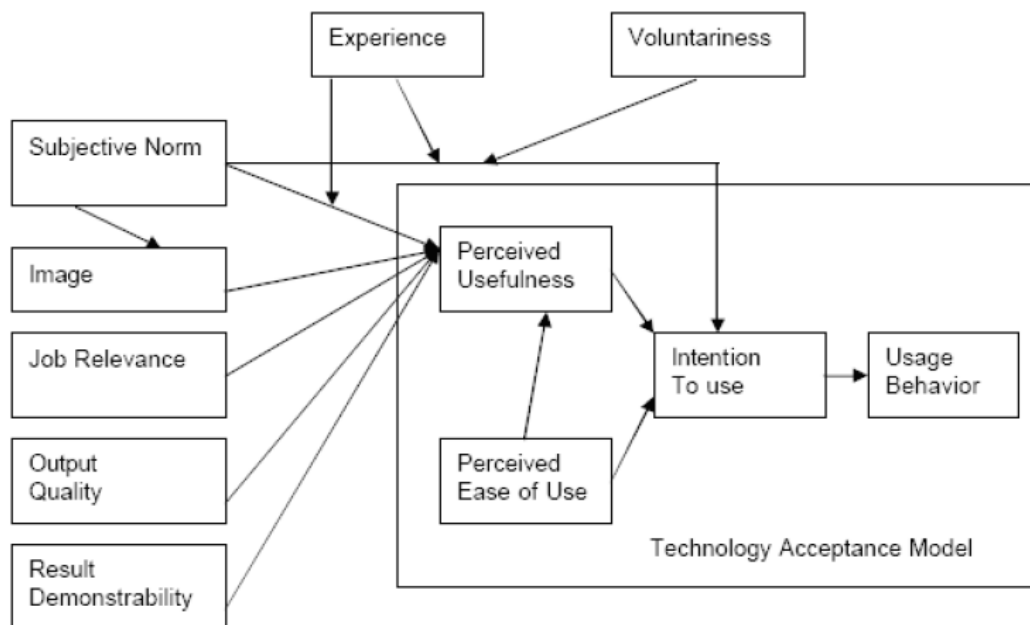 Experience
Voluntariness
Subjective Norm
Image
Perceived
Usefulness
Job Relevance
Intention
To use
Usage
Behavior
Output
Quality
Perceived
Ease of Use
Technology Acceptance Model
Result
Demonstrability